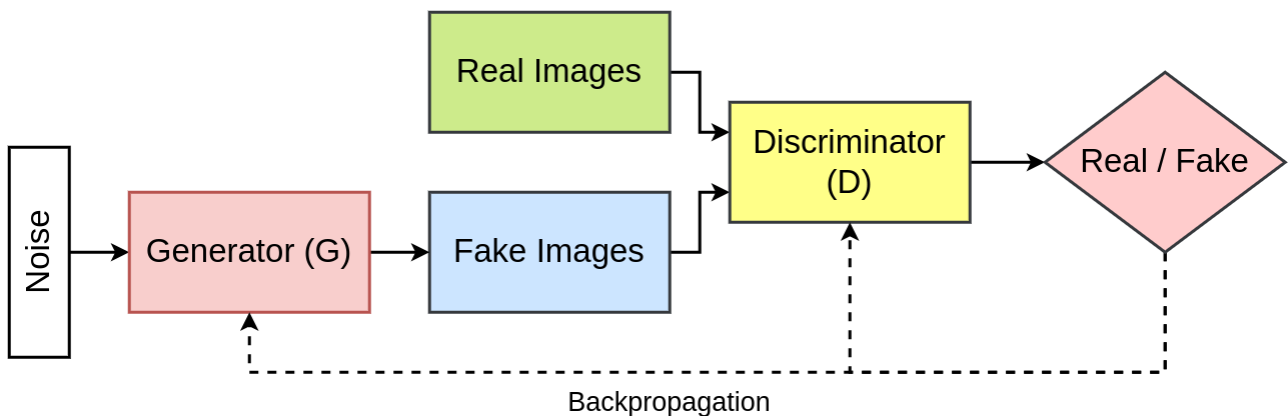 Real Images
Discriminator
(D)
Real / Fake
Noise
Generator (G)
Fake Images
Backpropagation